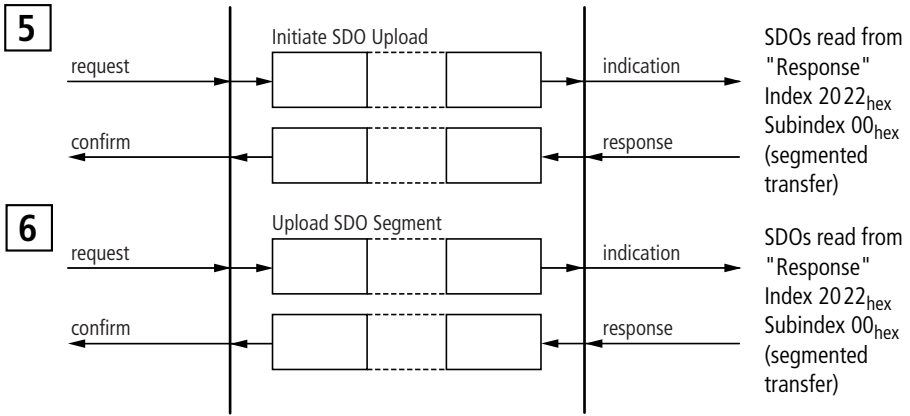 5
Initiate SDO Upload
request
indication
SDOs read from
"Response"
Index 2022hex
Subindex 00hex
(segmented
transfer)
confirm
response
6
Upload SDO Segment
request
indication
SDOs read from
"Response"
Index 2022hex
Subindex 00hex
(segmented
transfer)
confirm
response